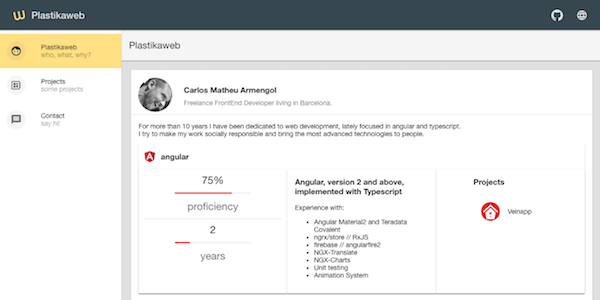 Plastikaweb
Plastikaweb
who, what, why?
Projects
some projects
Contact
say hi!
Plastikaweb
Carlos Matheu Armengol
Freelance FrontEnd Developer living in Barcelona.
For more than 10 years I have been dedicated to web development, lately focused in angular and typescript.
I try to make my work socially responsible and bring the most advanced technologies to people.
angular
75%
proficiency
2
years
Angular, version 2 and above,
implemented with Typescript
Experience with:
Angular Material2 and Teradata
Covalent
ngrx/store // RxJS
firebase // angularfire2
NGX-Translate
NGX-Charts
Unit testing
Animation System
Projects
Veinapp